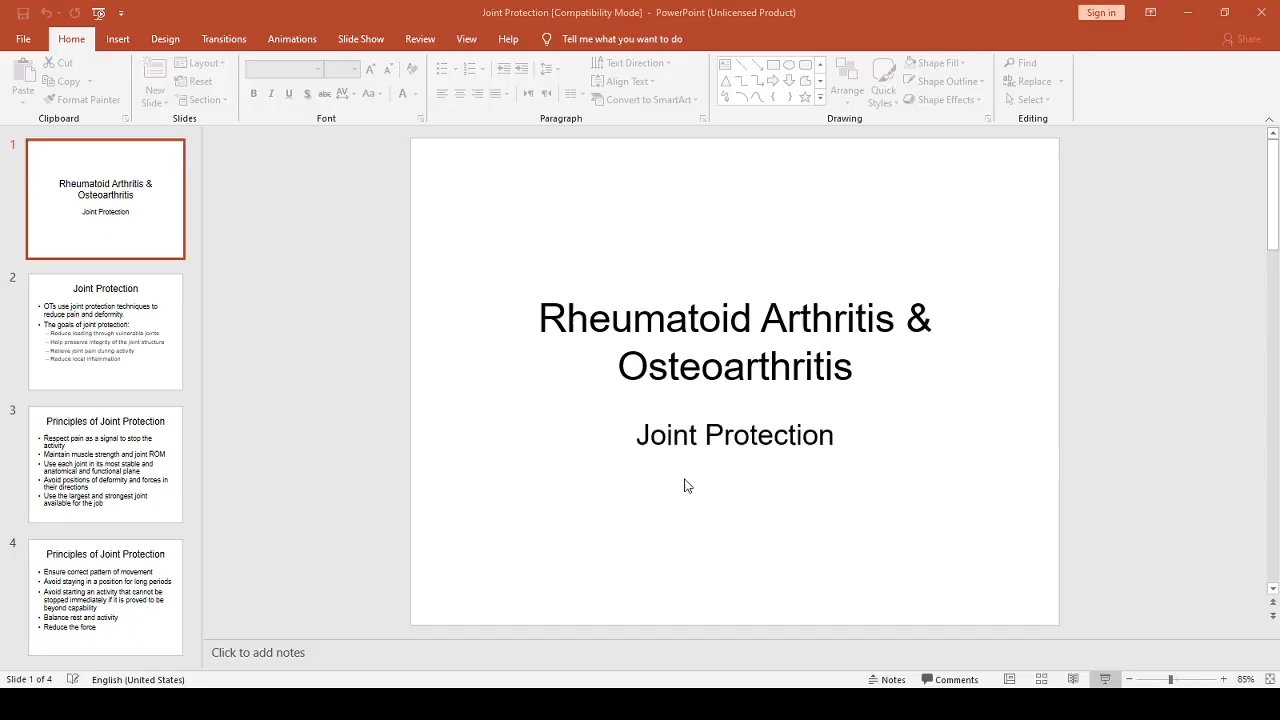 Joint Protection [Compatibility Mode] - PowerPoint (Unlicensed Product)
Sign in
File Home Insert Design Transitions Animations Slide Show Review View Help Tell me what you want to do Share
Paste
Cut
Copy
Format Painter
Clipboard
New Slide
Layout
Reset
Section
Slides
B I U S abc AV Aa A
Font
Text Direction
Align Text
Convert to SmartArt
Paragraph
Arrange
Quick Styles
Shape Fill
Shape Outline
Shape Effects
Drawing
Find
Replace
Select
Editing
1
Rheumatoid Arthritis &
Osteoarthritis
Joint Protection
2
Joint Protection
• OTs use joint protection techniques to
reduce pain and deformity.
• The goals of joint protection:
– Reduce loading through vulnerable joints
– Help preserve integrity of the joint structure
– Relieve joint pain during activity
– Reduce local inflammation
3
Principles of Joint Protection
• Respect pain as a signal to stop the
activity
• Maintain muscle strength and joint ROM
• Use each joint in its most stable and
anatomical and functional plane
• Avoid positions of deformity and forces in
their directions
• Use the largest and strongest joint
available for the job
4
Principles of Joint Protection
• Ensure correct pattern of movement
• Avoid staying in a position for long periods
• Avoid starting an activity that cannot be
stopped immediately if it is proved to be
beyond capability
• Balance rest and activity
• Reduce the force
Rheumatoid Arthritis &
Osteoarthritis
Joint Protection
Click to add notes
Slide 1 of 4 English (United States) Notes Comments 85%